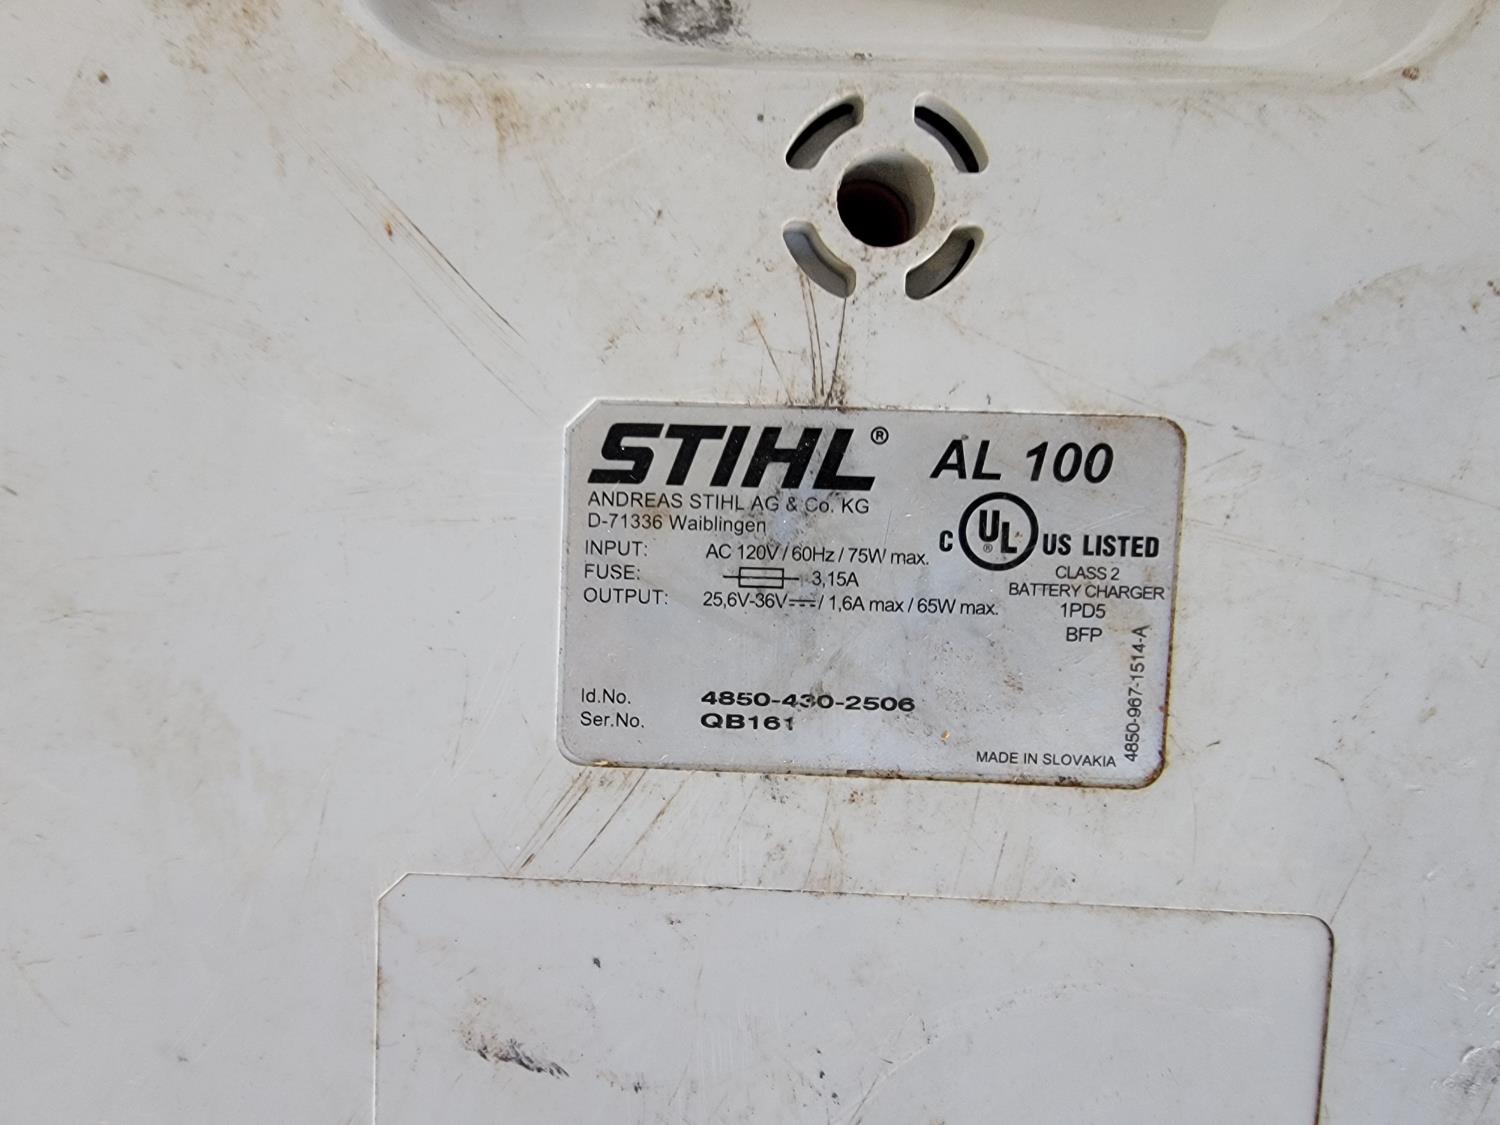 STIHL® AL 100
ANDREAS STIHL AG & Co. KG
D-71336 Waiblingen
INPUT: AC 120V / 60Hz / 75W max.
FUSE: 3,15A
OUTPUT: 25,6V-36V / 1,6A max / 65W max.
C UL® US LISTED
CLASS 2
BATTERY CHARGER
1PD5
BFP
4850-967-1514-A
Id.No. 4850-430-2506
Ser.No. QB161
MADE IN SLOVAKIA